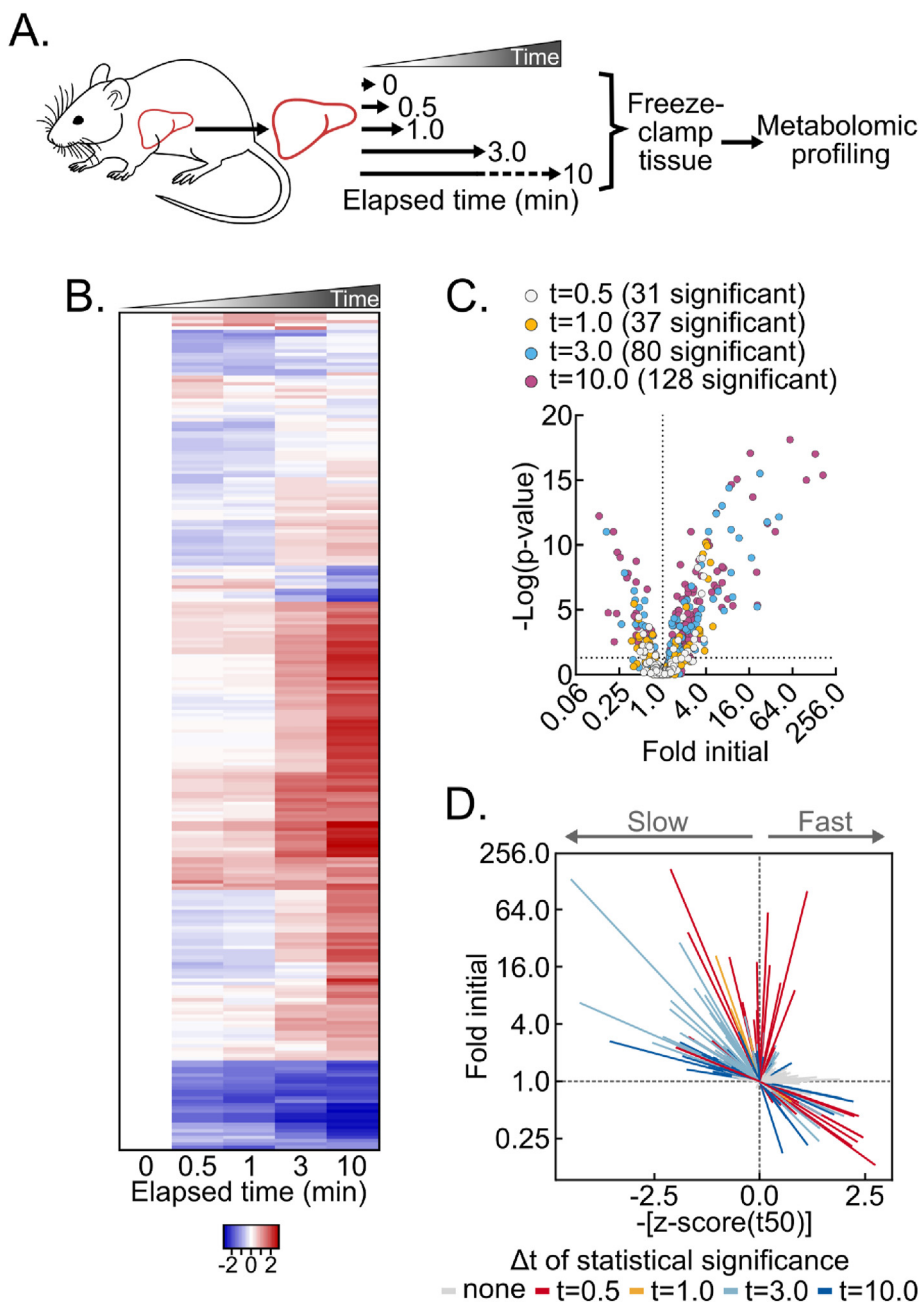 A.
Time
0
0.5
1.0
3.0
10
Elapsed time (min)
Freeze-
clamp
tissue
Metabolomic
profiling
B.
Time
0 0.5 1 3 10
Elapsed time (min)
-2 0 2
C.
t=0.5 (31 significant)
t=1.0 (37 significant)
t=3.0 (80 significant)
t=10.0 (128 significant)
20
15
10
5
0
-Log(p-value)
0.06 0.25 1.0 4.0 16.0 64.0 256.0
Fold initial
D.
Slow Fast
256.0
64.0
16.0
4.0
1.0
0.25
Fold initial
-2.5 0.0 2.5
-[z-score(t50)]
Δt of statistical significance
none t=0.5 t=1.0 t=3.0 t=10.0